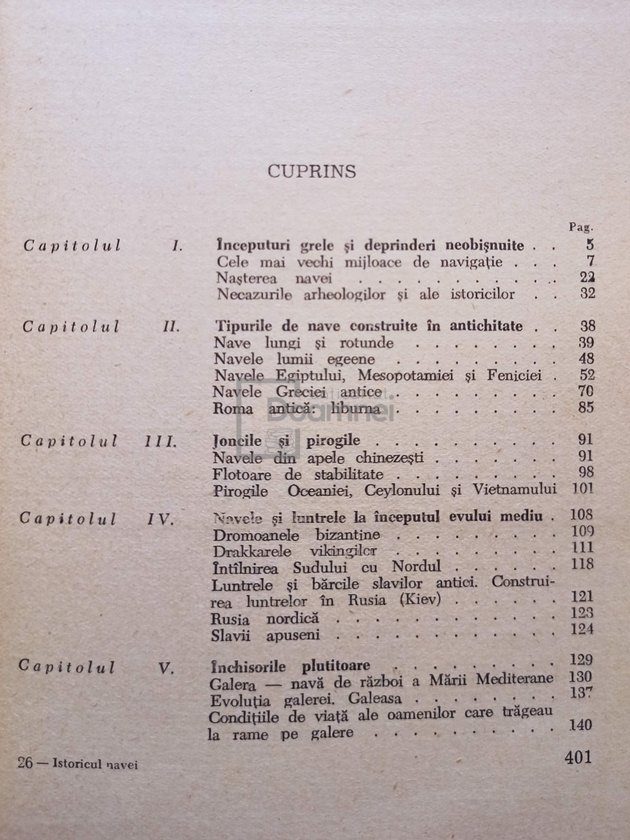 CUPRINS
Pag.
Capitolul I. Începuturi grele și deprinderi neobișnuite . . 5
Cele mai vechi mijloace de navigație . . . 7
Nașterea navei . . . . . . . . . . 22
Necazurile arheologilor și ale istoricilor . . 32
Capitolul II. Tipurile de nave construite în antichitate . . 38
Nave lungi și rotunde . . . . . . . . 39
Navele lumii egeene . . . . . . . . 48
Navele Egiptului, Mesopotamiei și Feniciei . 52
Navele Greciei antice . . . . . . . . 70
Roma antică: liburna . . . . . . . . 85
Capitolul III. Joncile și pirogile . . . . . . . . . 91
Navele din apele chinezești . . . . . . 91
Flotoare de stabilitate . . . . . . . . 98
Pirogile Oceaniei, Ceylonului și Vietnamului 101
Capitolul IV. Navele și luntrele la începutul evului mediu . 108
Dromoanele bizantine . . . . . . . . 109
Drakkarele vikingilor . . . . . . . . 111
Întîlnirea Sudului cu Nordul . . . . . . 118
Luntrele și bărcile slavilor antici. Construi-
rea luntrelor în Rusia (Kiev) . . . . . . 121
Rusia nordică . . . . . . . . . . 123
Slavii apuseni . . . . . . . . . . 124
Capitolul V. Închisorile plutitoare . . . . . . . . 129
Galera — navă de război a Mării Mediterane 130
Evoluția galerei. Galeasa . . . . . . . 137
Condițiile de viață ale oamenilor care trăgeau
la rame pe galere . . . . . . . . . 140
26 — Istoricul navei 401